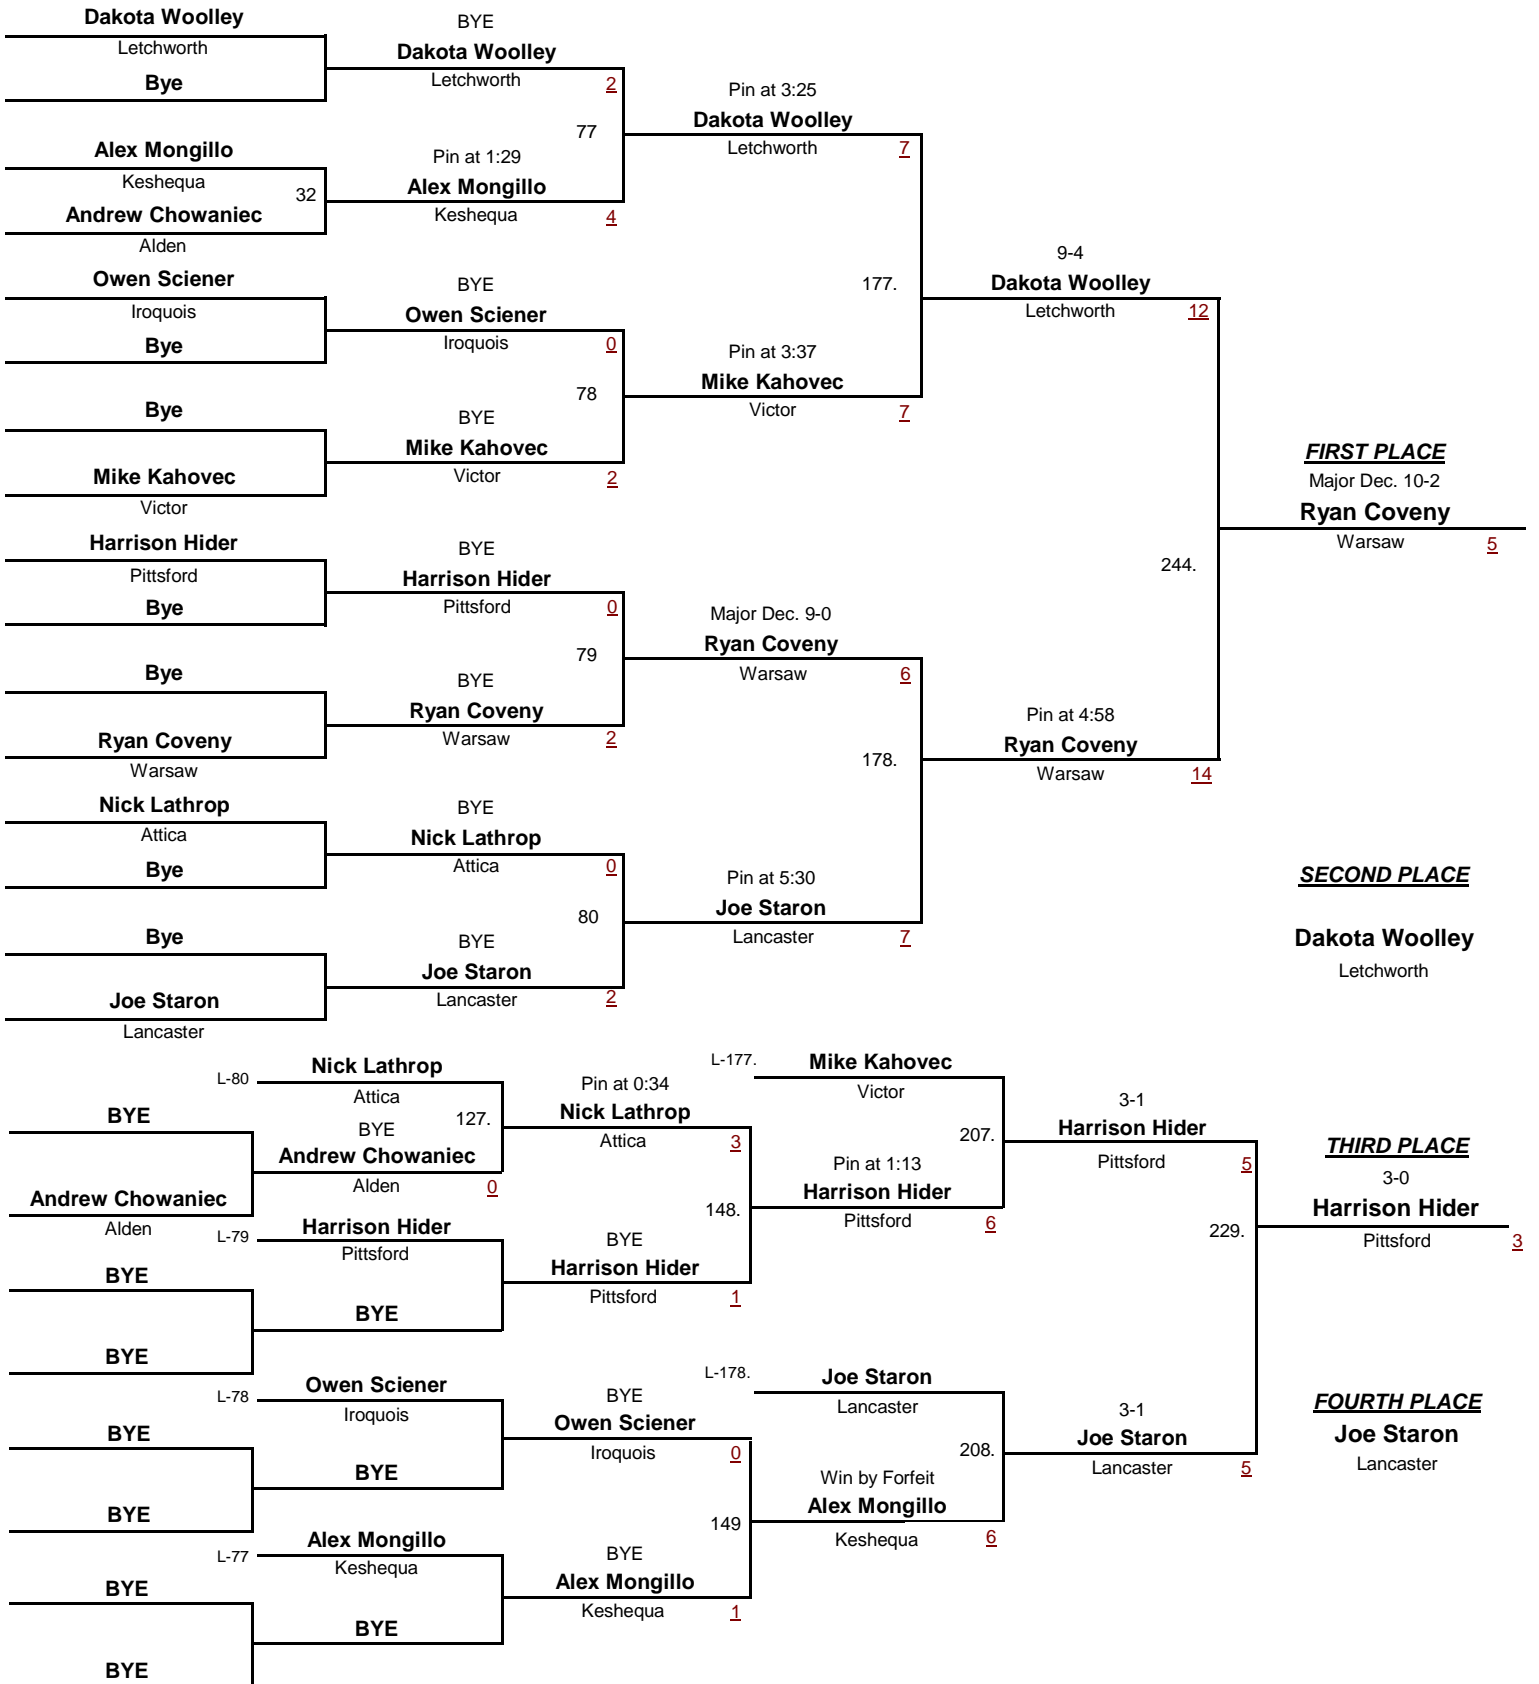 Dakota Woolley
BYE
Letchworth
Dakota Woolley
Bye
Letchworth
2
Pin at 3:25
Dakota Woolley
77
Alex Mongillo
Pin at 1:29
Letchworth
7
Keshequa
32
Alex Mongillo
Andrew Chowaniec
Keshequa
4
Alden
9-4
Owen Sciener
BYE
177.
Dakota Woolley
Iroquois
Owen Sciener
Letchworth
12
Bye
Iroquois
0
Pin at 3:37
Mike Kahovec
78
Bye
BYE
Victor
7
Mike Kahovec
FIRST PLACE
Mike Kahovec
Victor
2
Major Dec. 10-2
Victor
Ryan Coveny
Harrison Hider
BYE
Warsaw
5
Pittsford
Harrison Hider
244.
Bye
Pittsford
0
Major Dec. 9-0
Ryan Coveny
79
Bye
BYE
Warsaw
6
Ryan Coveny
Pin at 4:58
Ryan Coveny
Warsaw
2
Ryan Coveny
Warsaw
178.
Warsaw
14
Nick Lathrop
BYE
Attica
Nick Lathrop
Bye
Attica
0
Pin at 5:30
SECOND PLACE
Joe Staron
80
Bye
BYE
Lancaster
7
Dakota Woolley
Joe Staron
Letchworth
Joe Staron
Lancaster
2
Lancaster
L-80
Nick Lathrop
L-177.
Mike Kahovec
Attica
Pin at 0:34
Victor
BYE
127.
Nick Lathrop
3-1
BYE
Attica
3
207.
Harrison Hider
Andrew Chowaniec
Pin at 1:13
Pittsford
5
THIRD PLACE
Andrew Chowaniec
Alden
0
Harrison Hider
3-0
Alden
148.
Pittsford
6
Harrison Hider
L-79
Harrison Hider
BYE
229.
Pittsford
3
Pittsford
Harrison Hider
BYE
Pittsford
1
BYE
BYE
L-178.
Joe Staron
L-78
Owen Sciener
BYE
Lancaster
FOURTH PLACE
Iroquois
Owen Sciener
3-1
Joe Staron
BYE
Iroquois
0
208.
Joe Staron
Lancaster
BYE
Win by Forfeit
Lancaster
5
BYE
Alex Mongillo
149
Keshequa
6
L-77
Alex Mongillo
BYE
Keshequa
Alex Mongillo
BYE
Keshequa
1
BYE
BYE